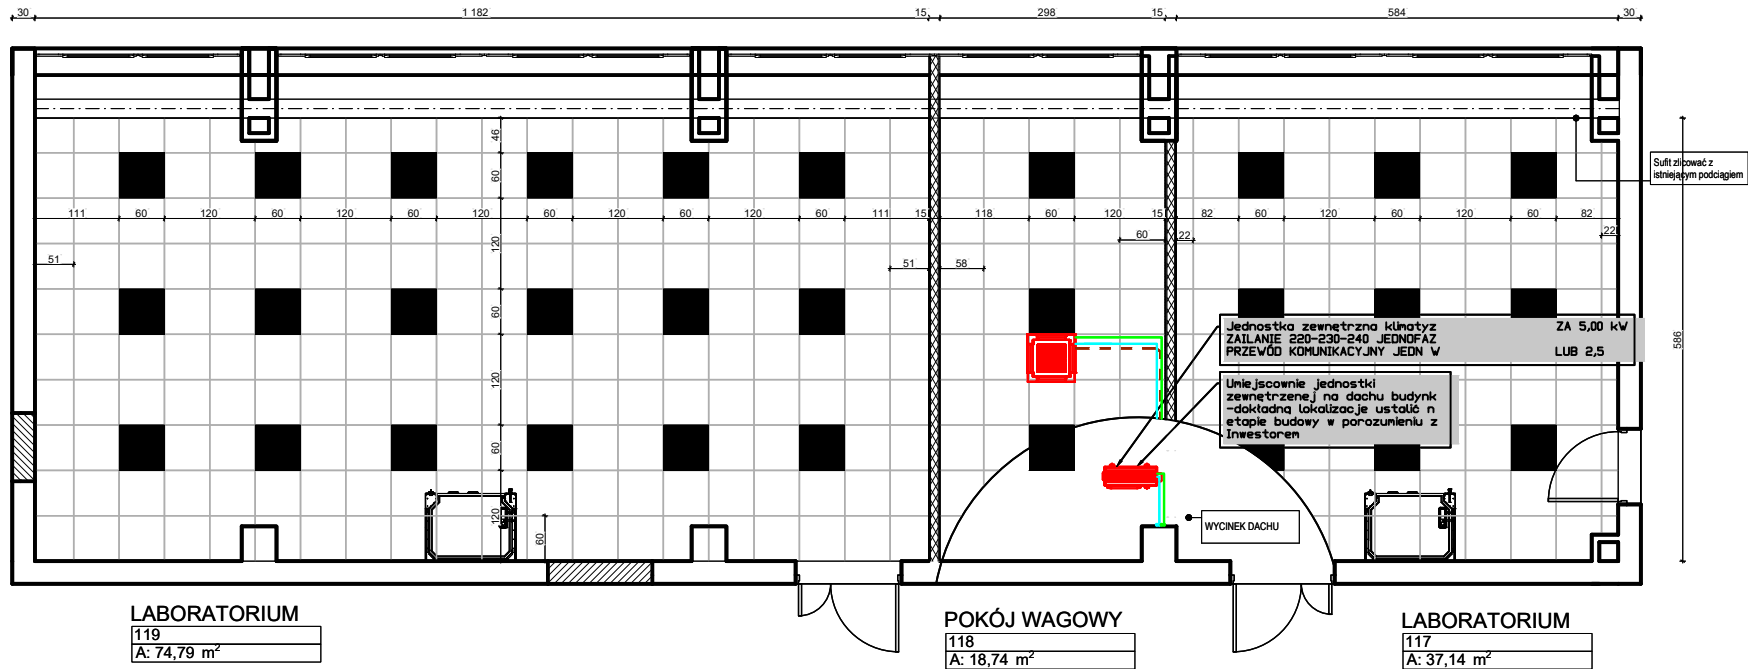 30 1 182 15 298 15 584 30
46
60
Sufit zlicować z
istniejącym podciągiem
111 60 120 60 120 60 120 60 120 60 120 60 111 15 118 60 120 15 82 60 120 60 120 60 82
120
60 22 22
51 51 58
60
Jednostka zewnętrzna klimatyz ZA 5,00 kW
ZAILANIE 220-230-240 JEDNOFAZ
PRZEWÓD KOMUNIKACYJNY JEDN W LUB 2,5
586
120
Umiejscownie jednostki
zewnętrzenej na dachu budynk
-dokładną lokalizacje ustalić n
etapie budowy w porozumieniu z
Inwestorem
60
120
60
WYCINEK DACHU
LABORATORIUM
119
A: 74,79 m²
POKÓJ WAGOWY
118
A: 18,74 m²
LABORATORIUM
117
A: 37,14 m²